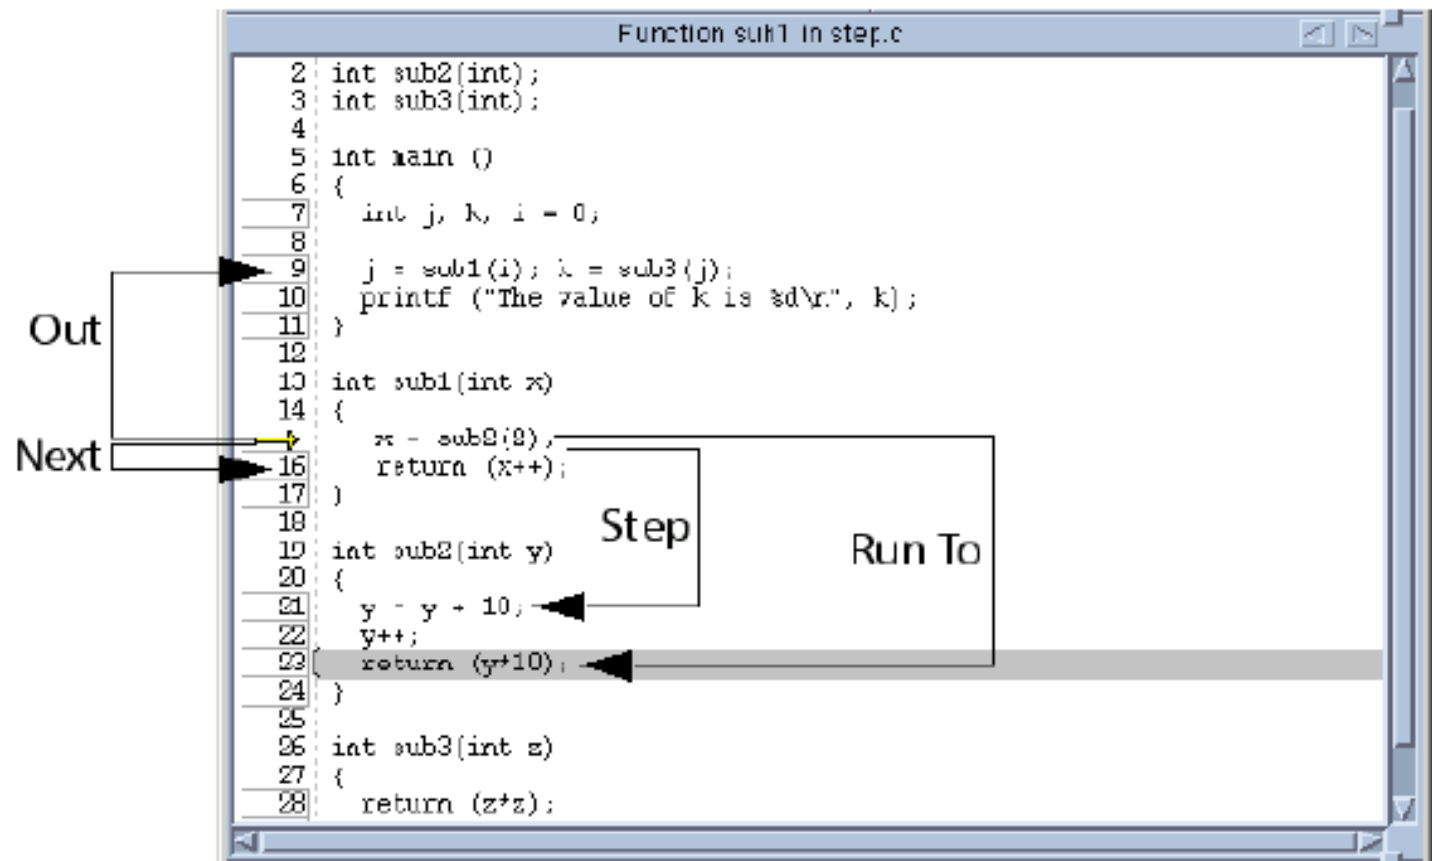 Function sub1 in step.c
2 int sub2(int);
3 int sub3(int);
4
5 int main ()
6 {
7 int j, k, i = 0;
8
Out
9 j = sub1(i); k = sub3(j);
10 printf ("The value of k is %d\n", k);
11 }
12
13 int sub1(int x)
14 {
Next
x = sub2(2);
16 return (x++);
17 }
18
Step
Run To
19 int sub2(int y)
20 {
21 y = y + 10;
22 y++;
23 return (y*10);
24 }
25
26 int sub3(int z)
27 {
28 return (z*z);